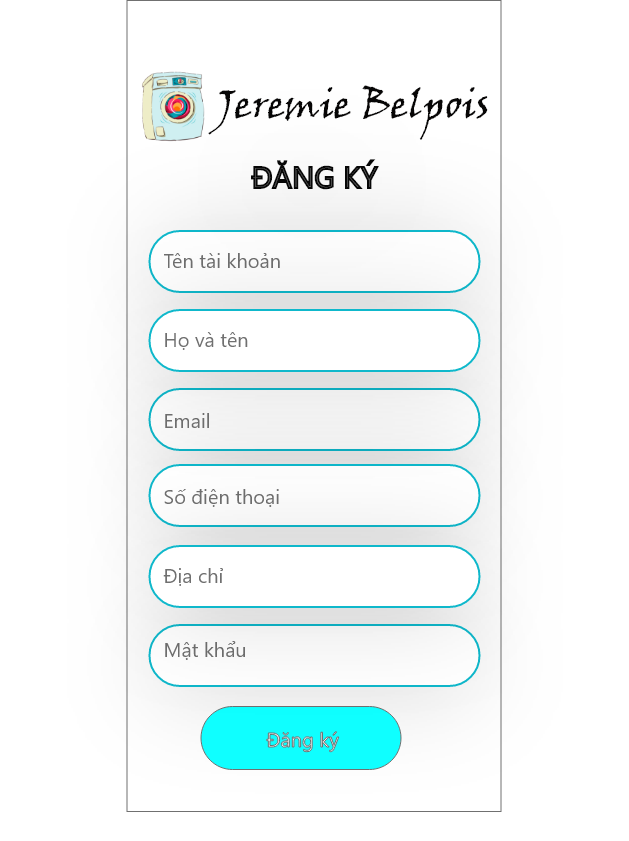 Jeremie Belpois
ĐĂNG KÝ
Tên tài khoản
Họ và tên
Email
Số điện thoại
Địa chỉ
Mật khẩu
Đăng ký